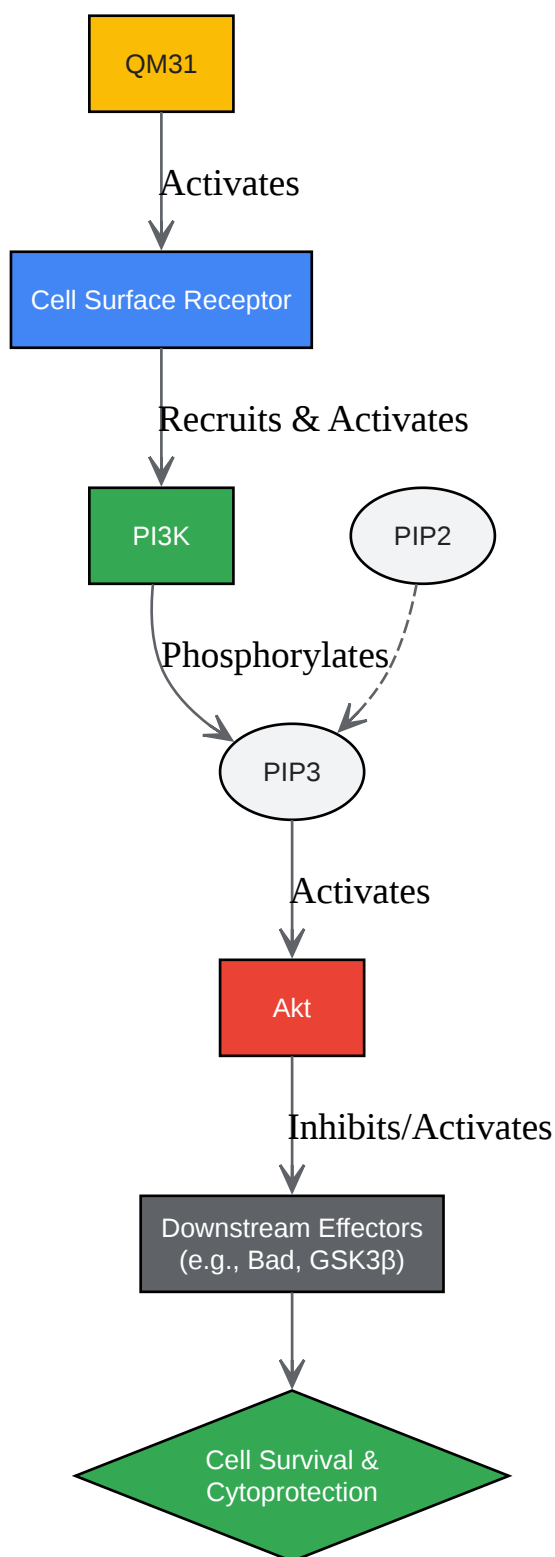 QM31
Activates
Cell Surface Receptor
Recruits & Activates
PI3K
PIP2
Phosphorylates
PIP3
Activates
Akt
Inhibits/Activates
Downstream Effectors
(e.g., Bad, GSK3β)
Cell Survival &
Cytoprotection